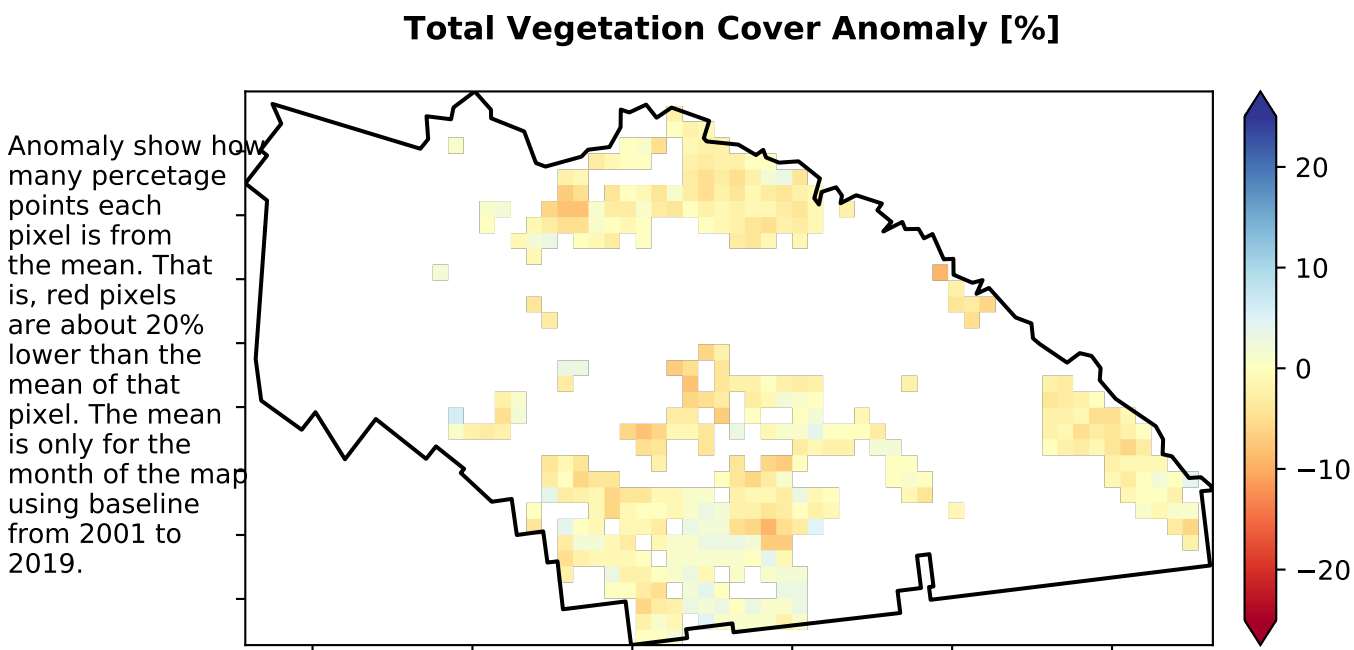 Total Vegetation Cover Anomaly [%]
Anomaly show how
many percetage
points each
pixel is from
the mean. That
is, red pixels
are about 20%
lower than the
mean of that
pixel. The mean
is only for the
month of the map
using baseline
from 2001 to
2019.
20
10
0
−10
−20